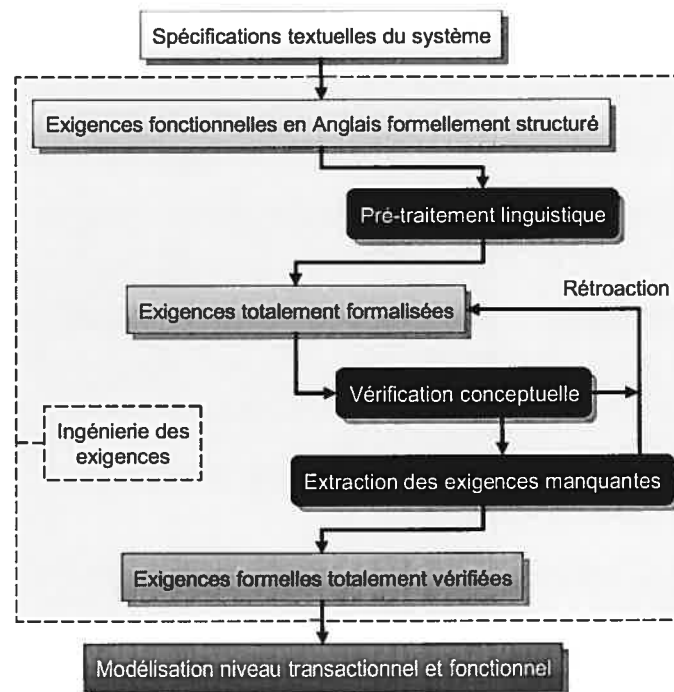 Spécifications textuelles du système
Exigences fonctionnelles en Anglais formellement structuré
Pré-traitement linguistique
Rétroaction
Exigences totalement formalisées
Vérification conceptuelle
Ingénierie des
exigences
Extraction des exigences manquantes
Exigences formelles totalement vérifiées
Modélisation niveau transactionnel et fonctionnel